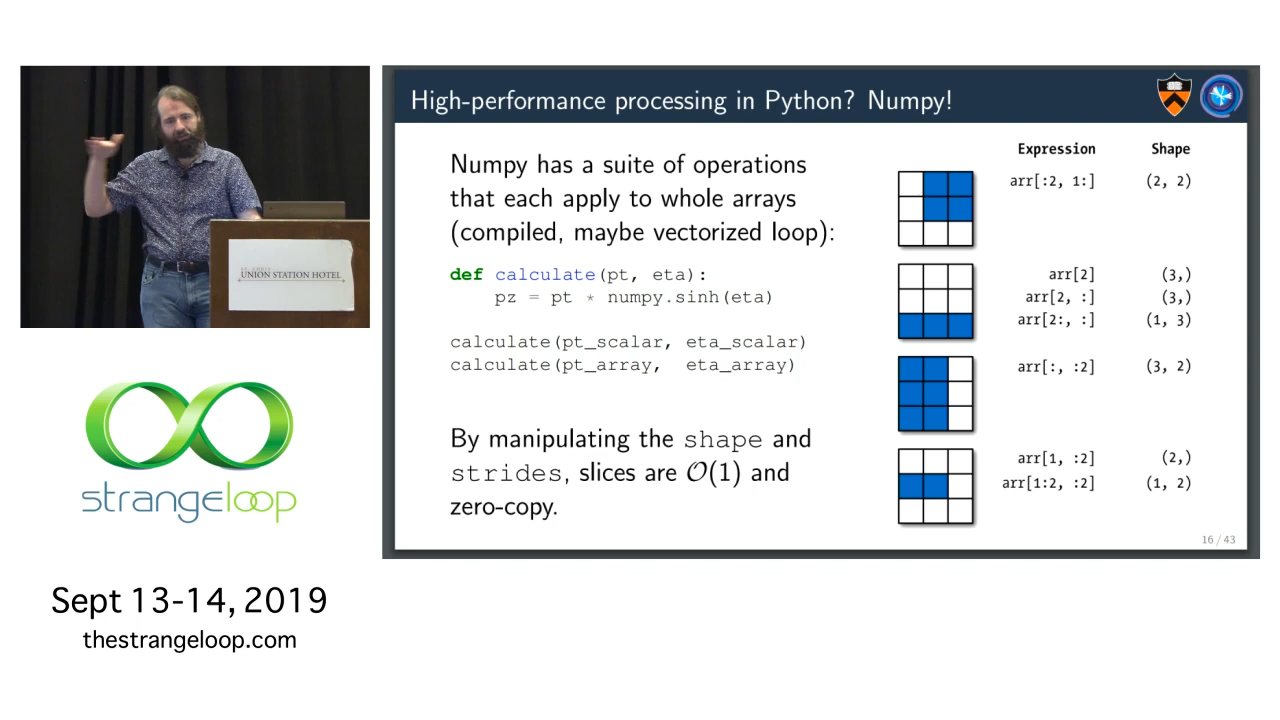 High-performance processing in Python? Numpy!
Numpy has a suite of operations
that each apply to whole arrays
(compiled, maybe vectorized loop):
def calculate(pt, eta):
pz = pt * numpy.sinh(eta)
calculate(pt_scalar, eta_scalar)
calculate(pt_array, eta_array)
By manipulating the shape and
strides, slices are O(1) and
zero-copy.
Expression Shape
arr[:2, 1:] (2, 2)
arr[2] (3,)
arr[2, :] (3,)
arr[2:, :] (1, 3)
arr[:, :2] (3, 2)
arr[1, :2] (2,)
arr[1:2, :2] (1, 2)
16 / 43
UNION STATION HOTEL
strangeloop
Sept 13-14, 2019
thestrangeloop.com